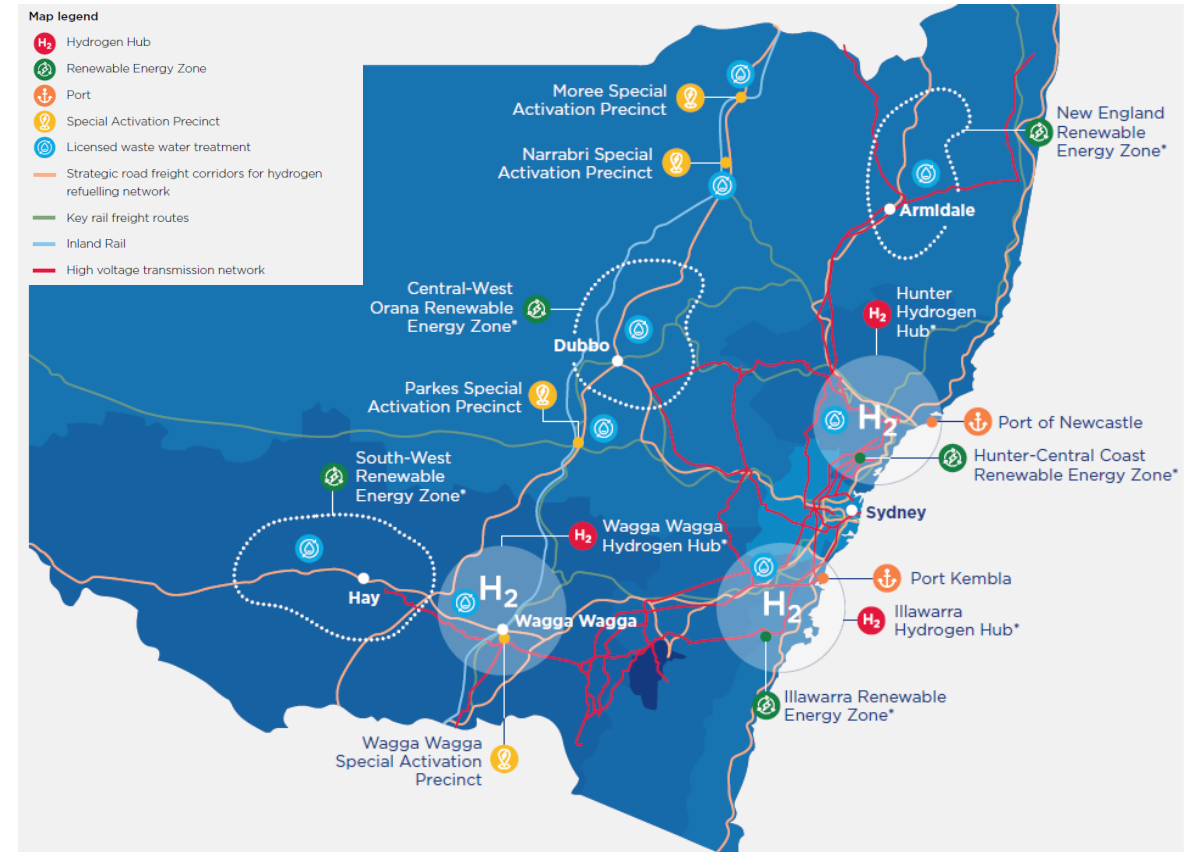 Map legend
H2
Hydrogen Hub
Renewable Energy Zone
Port
Special Activation Precinct
Licensed waste water treatment
Strategic road freight corridors for hydrogen
refuelling network
Key rail freight routes
Inland Rail
High voltage transmission network
Moree Special
Activation Precinct
Narrabri Special
Activation Precinct
New England
Renewable
Energy Zone*
Armidale
Central-West
Orana Renewable
Energy Zone*
Dubbo
Hunter
Hydrogen
Hub*
H2
Parkes Special
Activation Precinct
H2
Port of Newcastle
Hunter-Central Coast
Renewable Energy Zone*
South-West
Renewable
Energy Zone*
Sydney
H2
Wagga Wagga
Hydrogen Hub*
Hay
H2
Wagga Wagga
H2
Port Kembla
H2
Illawarra
Hydrogen Hub*
Illawarra Renewable
Energy Zone*
Wagga Wagga
Special Activation
Precinct